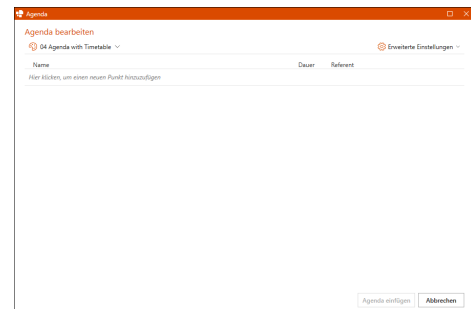 Agenda
Agenda bearbeiten
04 Agenda with Timetable
Erweiterte Einstellungen
Name Dauer Referent
Hier klicken, um einen neuen Punkt hinzuzufügen
Agenda einfügen Abbrechen